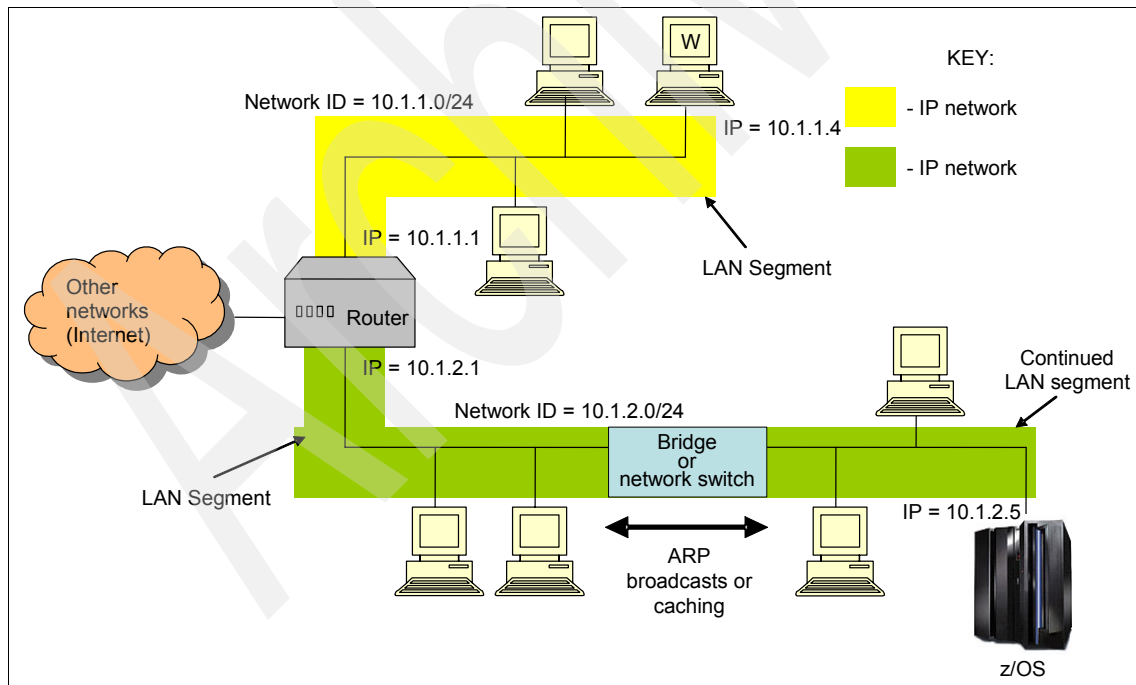 W
KEY:
Network ID = 10.1.1.0/24
- IP network
IP = 10.1.1.4
- IP network
IP = 10.1.1.1
LAN Segment
Other
networks
(Internet)
Router
IP = 10.1.2.1
Continued
LAN segment
Network ID = 10.1.2.0/24
Bridge
or
network switch
LAN Segment
IP = 10.1.2.5
ARP
broadcasts or
caching
z/OS